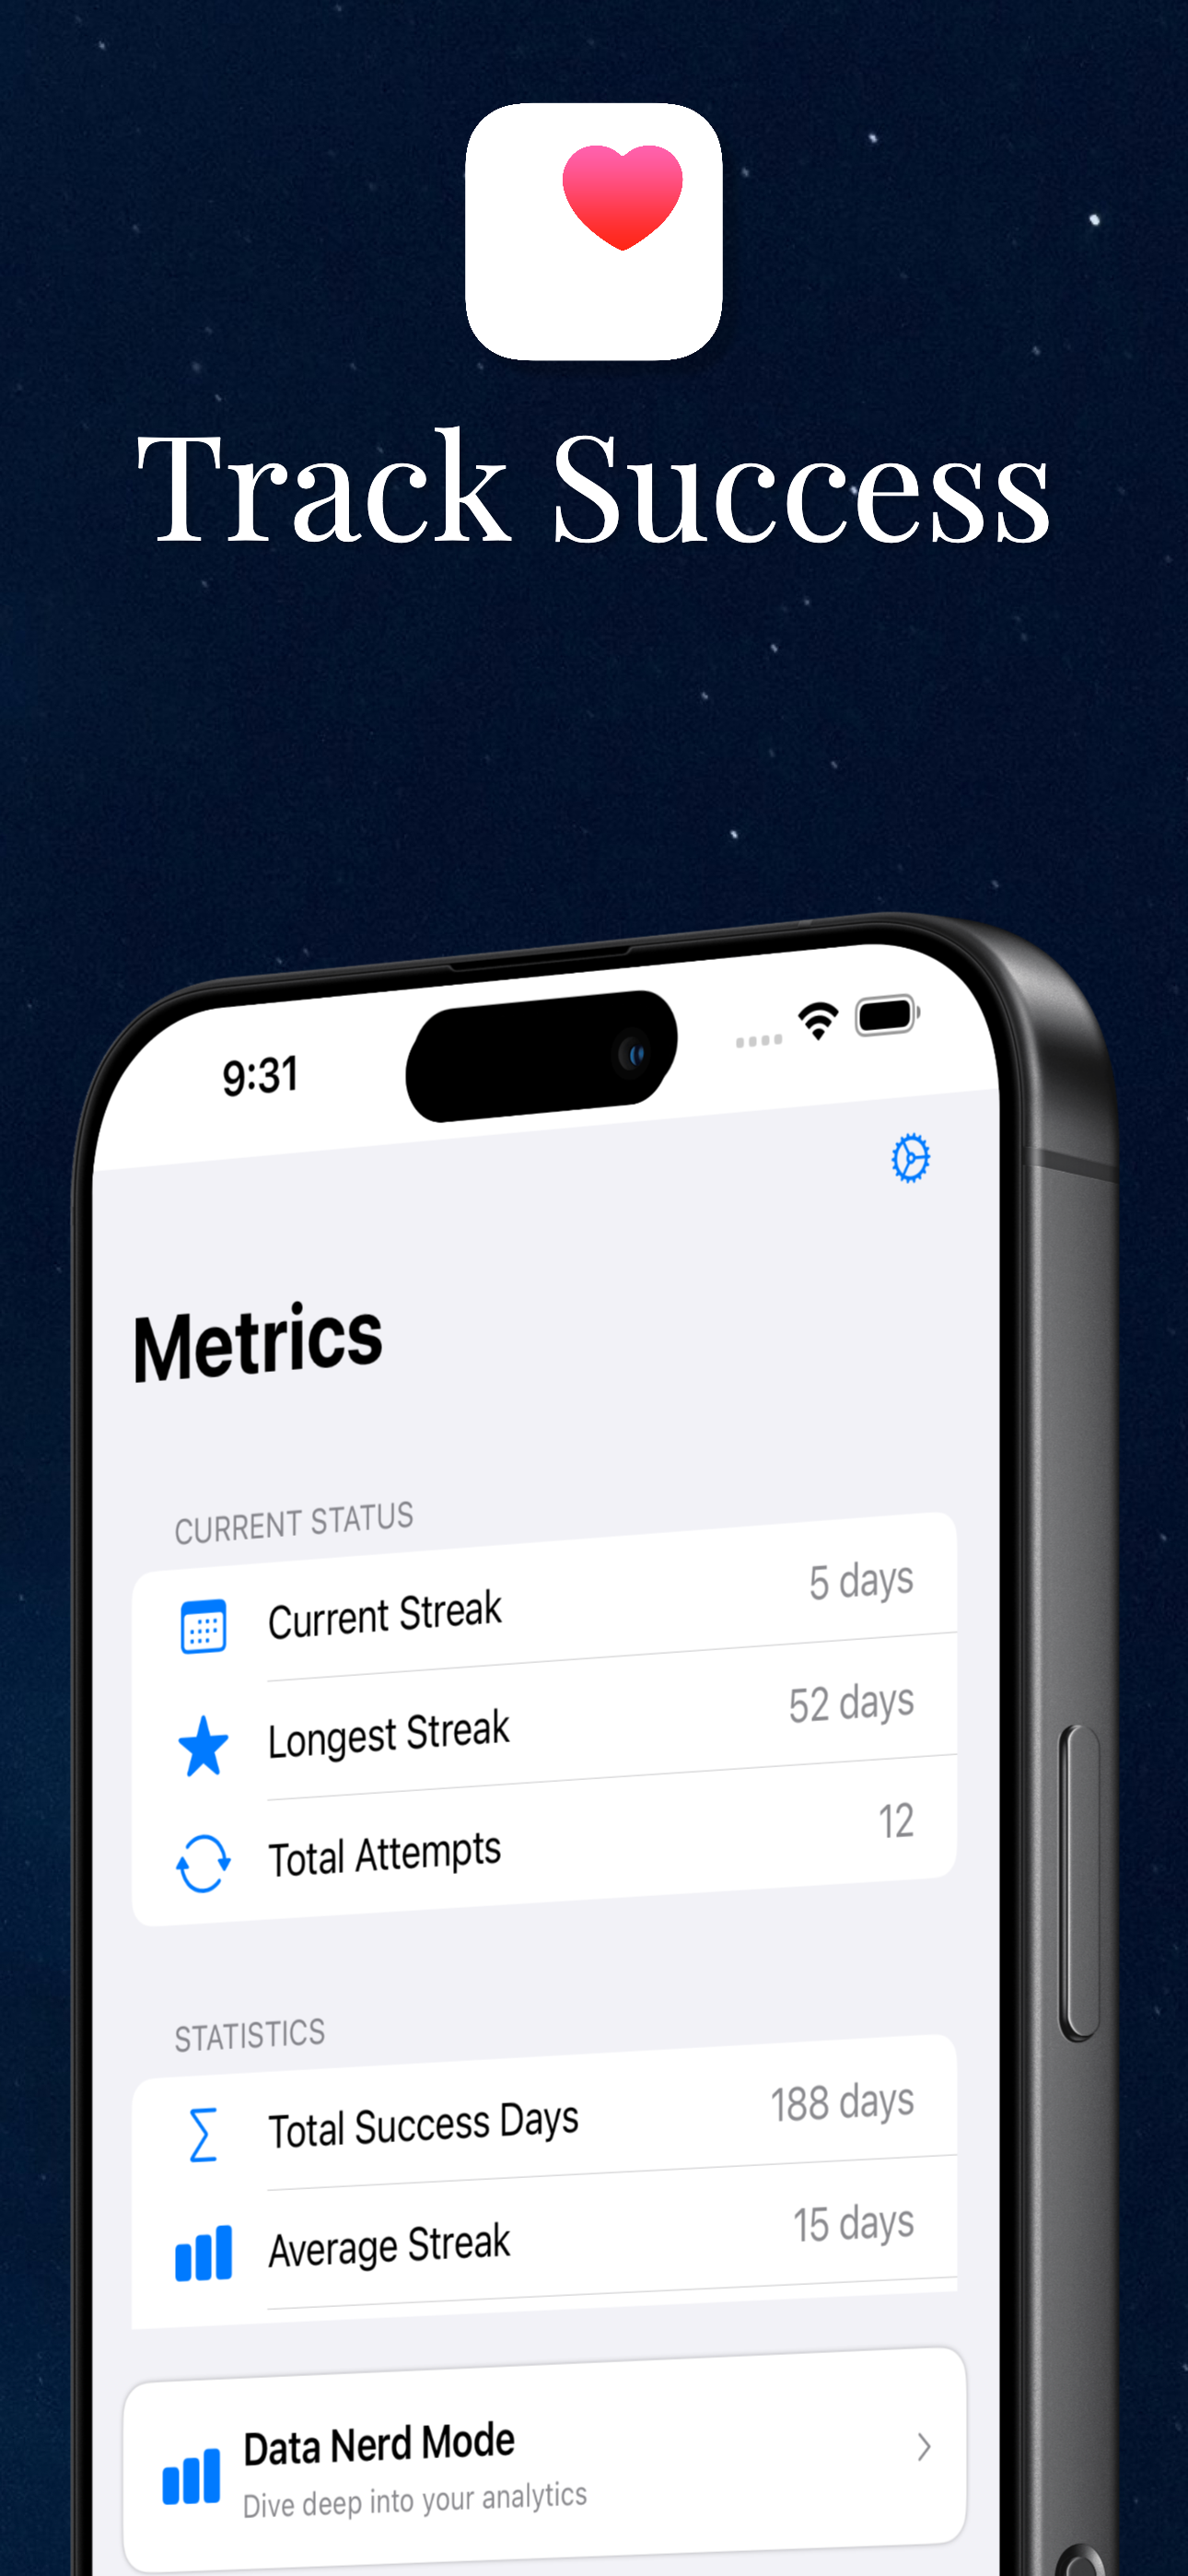 Track Success
9:31
Metrics
CURRENT STATUS
Current Streak 5 days
Longest Streak 52 days
Total Attempts 12
STATISTICS
Total Success Days 188 days
Average Streak 15 days
Data Nerd Mode
Dive deep into your analytics